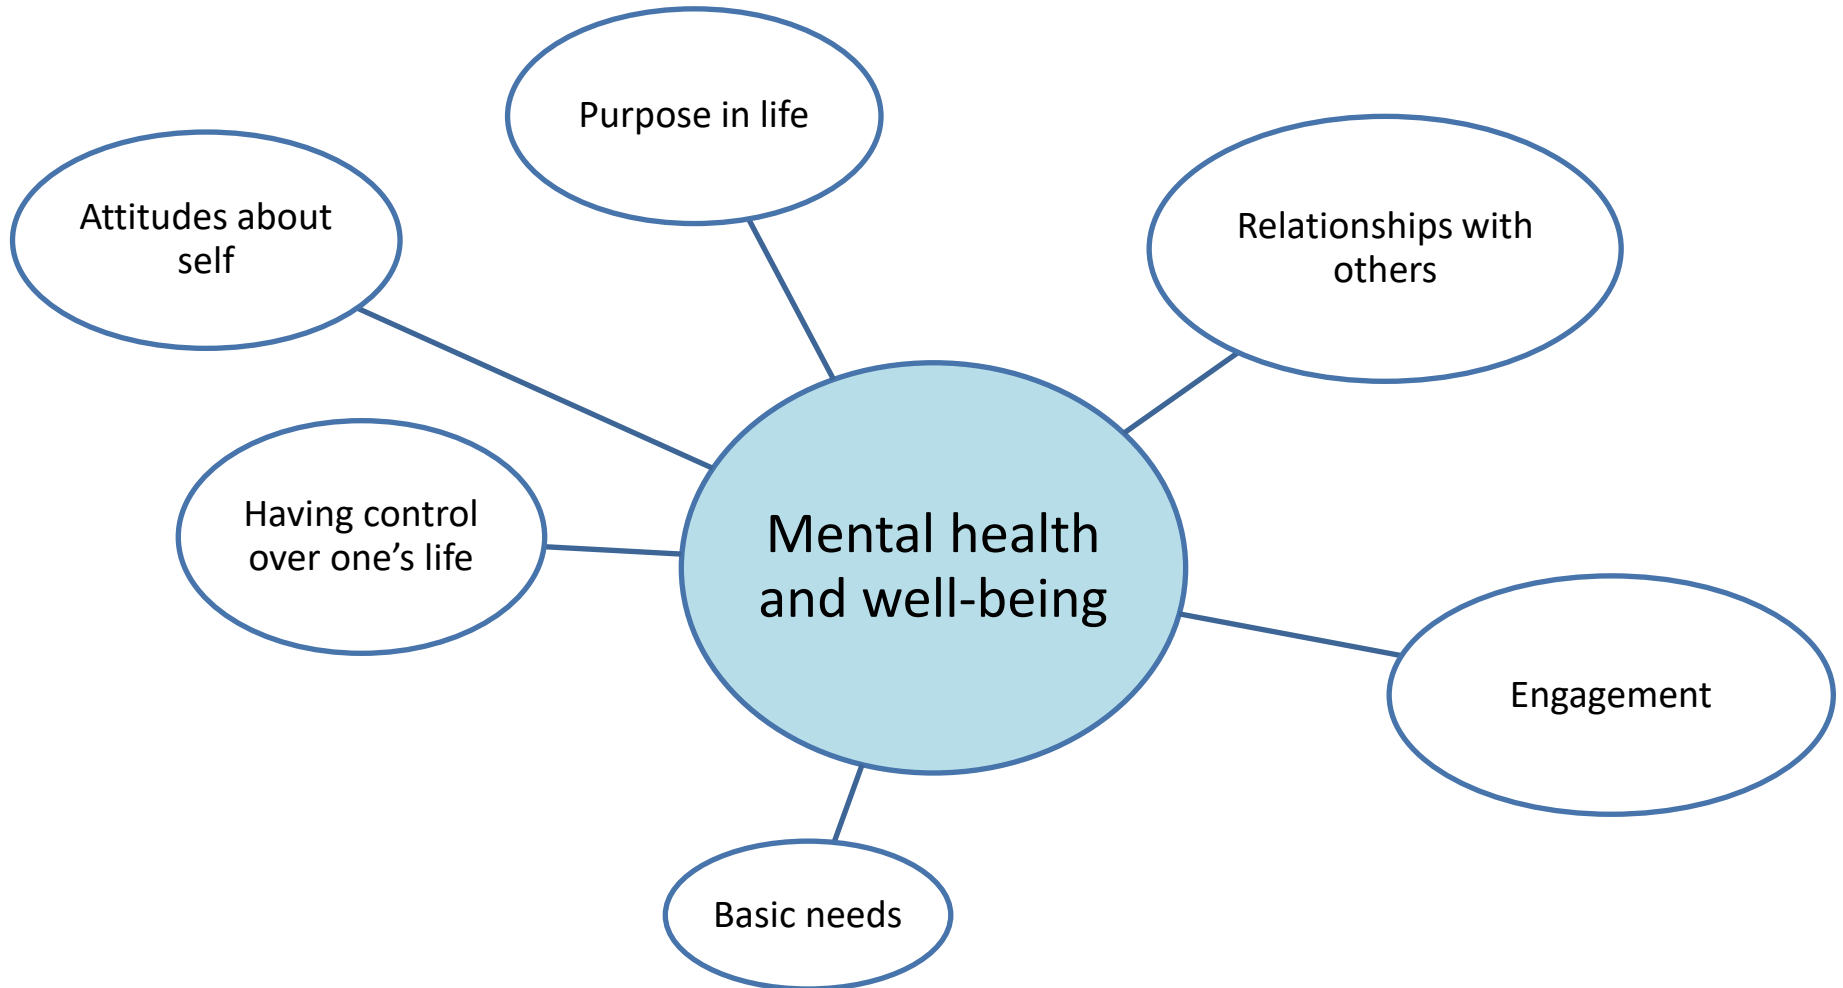 Purpose in life
Attitudes about
self
Relationships with
others
Having control
over one’s life
Mental health
and well-being
Engagement
Basic needs